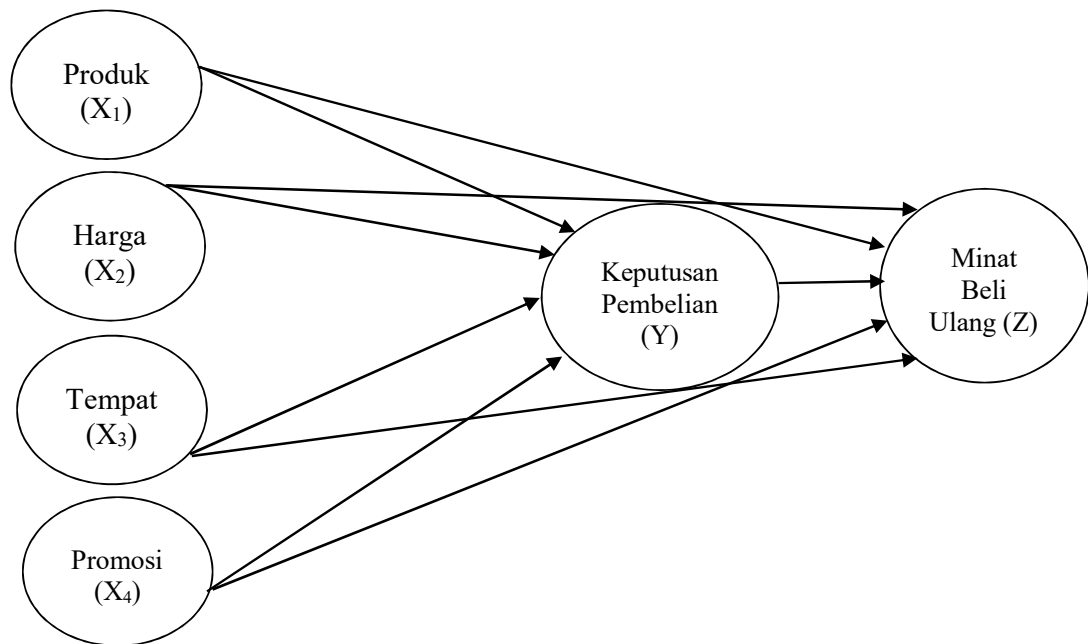 Produk
(X₁)
Harga
(X₂)
Tempat
(X₃)
Promosi
(X₄)
Keputusan
Pembelian
(Y)
Minat
Beli
Ulang (Z)